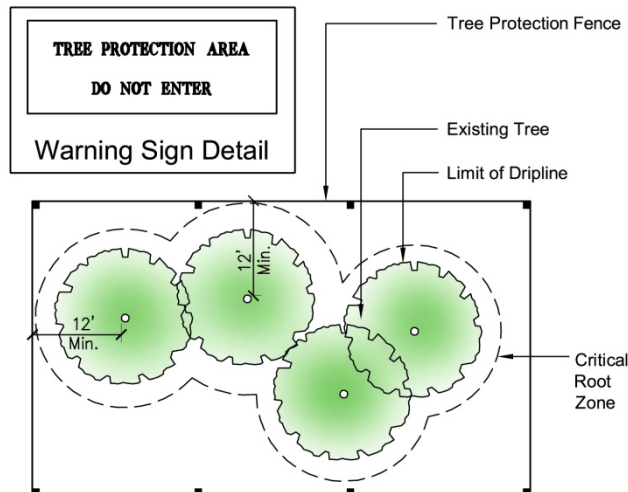 TREE PROTECTION AREA
DO NOT ENTER
Warning Sign Detail
Tree Protection Fence
Existing Tree
Limit of Dripline
12'
Min.
12'
Min.
Critical
Root
Zone